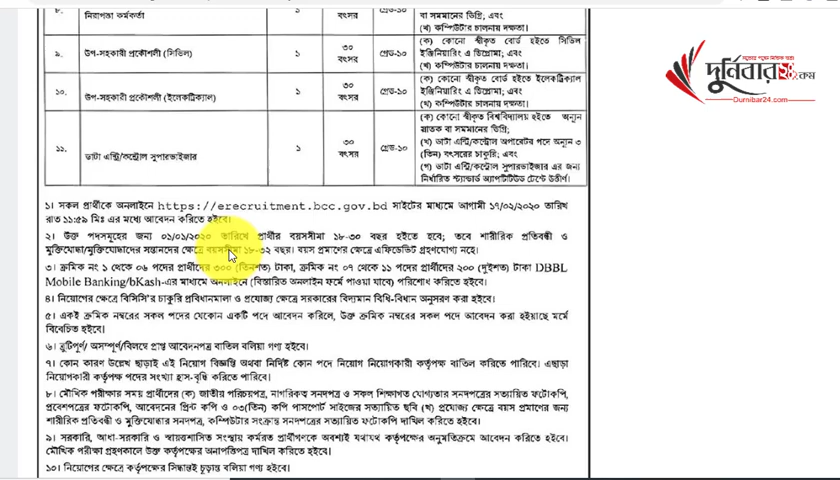 ৮. নিরাপত্তা কর্মকর্তা ১ বৎসর গ্রেড-১০ বা সমমানের ডিগ্রি; এবং
(খ) কম্পিউটার চালনায় দক্ষতা।
৯. উপ-সহকারী প্রকৌশলী (সিভিল) ১ ৩০ বৎসর গ্রেড-১০ (ক) কোনো স্বীকৃত বোর্ড হইতে সিভিল
ইঞ্জিনিয়ারিং এ ডিপ্লোমা; এবং
(খ) কম্পিউটার চালনায় দক্ষতা।
১০. উপ-সহকারী প্রকৌশলী (ইলেকট্রিক্যাল) ১ ৩০ বৎসর গ্রেড-১০ (ক) কোনো স্বীকৃত বোর্ড হইতে ইলেকট্রিক্যাল
ইঞ্জিনিয়ারিং এ ডিপ্লোমা; এবং
(খ) কম্পিউটার চালনায় দক্ষতা।
১১. ডাটা এন্ট্রি/কন্ট্রোল সুপারভাইজার ১ ৩০ বৎসর গ্রেড-১০ (ক) কোনো স্বীকৃত বিশ্ববিদ্যালয় হইতে অন্যূন
স্নাতক বা সমমানের ডিগ্রি;
(খ) ডাটা এন্ট্রি/কন্ট্রোল অপারেটর পদে অন্যূন ৩
(তিন) বৎসরের চাকুরি; এবং
(গ) ডাটা এন্ট্রি/কন্ট্রোল সুপারভাইজার এর জন্য
নির্ধারিত স্ট্যান্ডার্ড অ্যাপটিটিউড টেস্টে উত্তীর্ণ।
দুর্নিবার২৪.কম
Durnibar24.com
১। সকল প্রার্থীকে অনলাইনে https://erecruitment.bcc.gov.bd সাইটের মাধ্যমে আগামী ১৭/০২/২০২০ তারিখ
রাত ১১:৫৯ মিঃ এর মধ্যে আবেদন করিতে হইবে।
২। উক্ত পদসমূহের জন্য ০১/০১/২০২০ তারিখে প্রার্থীর বয়সসীমা ১৮-৩০ বছর হইতে হবে; তবে শারীরিক প্রতিবন্ধী ও
মুক্তিযোদ্ধা/মুক্তিযোদ্ধাদের সন্তানদের ক্ষেত্রে বয়সসীমা ১৮-৩২ বছর। বয়স প্রমাণের ক্ষেত্রে এফিডেভিট গ্রহণযোগ্য নহে।
৩। ক্রমিক নং ১ থেকে ০৬ পদের প্রার্থীদের ৩০০ (তিনশত) টাকা, ক্রমিক নং ০৭ থেকে ১১ পদের প্রার্থীদের ২০০ (দুইশত) টাকা DBBL
Mobile Banking/bKash-এর মাধ্যমে অনলাইনে (বিস্তারিত অনলাইন ফর্মে পাওয়া যাবে) পরিশোধ করিতে হইবে।
৪। নিয়োগের ক্ষেত্রে বিসিসি'র চাকুরি প্রবিধানমালা ও প্রযোজ্য ক্ষেত্রে সরকারের বিদ্যমান বিধি-বিধান অনুসরণ করা হইবে।
৫। একই ক্রমিক নম্বরের সকল পদের যেকোন একটি পদে আবেদন করিলে, উক্ত ক্রমিক নম্বরের সকল পদে আবেদন করা হইয়াছে মর্মে
বিবেচিত হইবে।
৬। ত্রুটিপূর্ণ/ অসম্পূর্ণ/বিলম্বে প্রাপ্ত আবেদনপত্র বাতিল বলিয়া গণ্য হইবে।
৭। কোন কারণ উল্লেখ ছাড়াই এই নিয়োগ বিজ্ঞপ্তি অথবা নির্দিষ্ট কোন পদে নিয়োগ নিয়োগকারী কর্তৃপক্ষ বাতিল করিতে পারিবে। এছাড়া
নিয়োগকারী কর্তৃপক্ষ পদের সংখ্যা হ্রাস-বৃদ্ধি করিতে পারিবে।
৮। মৌখিক পরীক্ষার সময় প্রার্থীদের (ক) জাতীয় পরিচয়পত্র, নাগরিকত্ব সনদপত্র ও সকল শিক্ষাগত যোগ্যতার সনদপত্রের সত্যায়িত ফটোকপি,
প্রবেশপত্রের ফটোকপি, আবেদনের প্রিন্ট কপি ও ০৩(তিন) কপি পাসপোর্ট সাইজের সত্যায়িত ছবি (খ) প্রযোজ্য ক্ষেত্রে বয়স প্রমাণের জন্য
শারীরিক প্রতিবন্ধী ও মুক্তিযোদ্ধার সনদপত্র, কম্পিউটার সংক্রান্ত সনদপত্রের সত্যায়িত ফটোকপি দাখিল করিতে হইবে।
৯। সরকারি, আধা-সরকারি ও স্বায়ত্তশাসিত সংস্থায় কর্মরত প্রার্থীগণকে অবশ্যই যথাযথ কর্তৃপক্ষের অনুমতিক্রমে আবেদন করিতে হইবে।
মৌখিক পরীক্ষা গ্রহণকালে উক্ত কর্তৃপক্ষের অনাপত্তিপত্র দাখিল করিতে হইবে।
১০। নিয়োগের ক্ষেত্রে কর্তৃপক্ষের সিদ্ধান্তই চূড়ান্ত বলিয়া গণ্য হইবে।